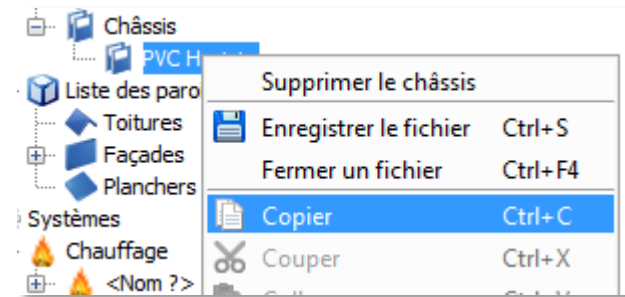 Châssis
PVC H
Liste des paro
Toitures
Façades
Planchers
Systèmes
Chauffage
<Nom ?>
Supprimer le châssis
Enregistrer le fichier Ctrl+S
Fermer un fichier Ctrl+F4
Copier Ctrl+C
Couper Ctrl+X